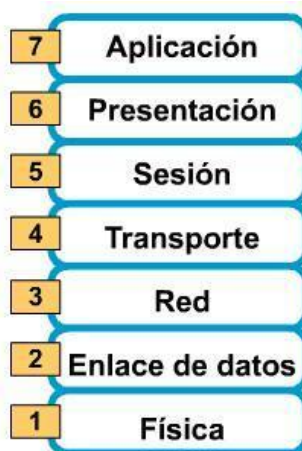 7 Aplicación
6 Presentación
5 Sesión
4 Transporte
3 Red
2 Enlace de datos
1 Física